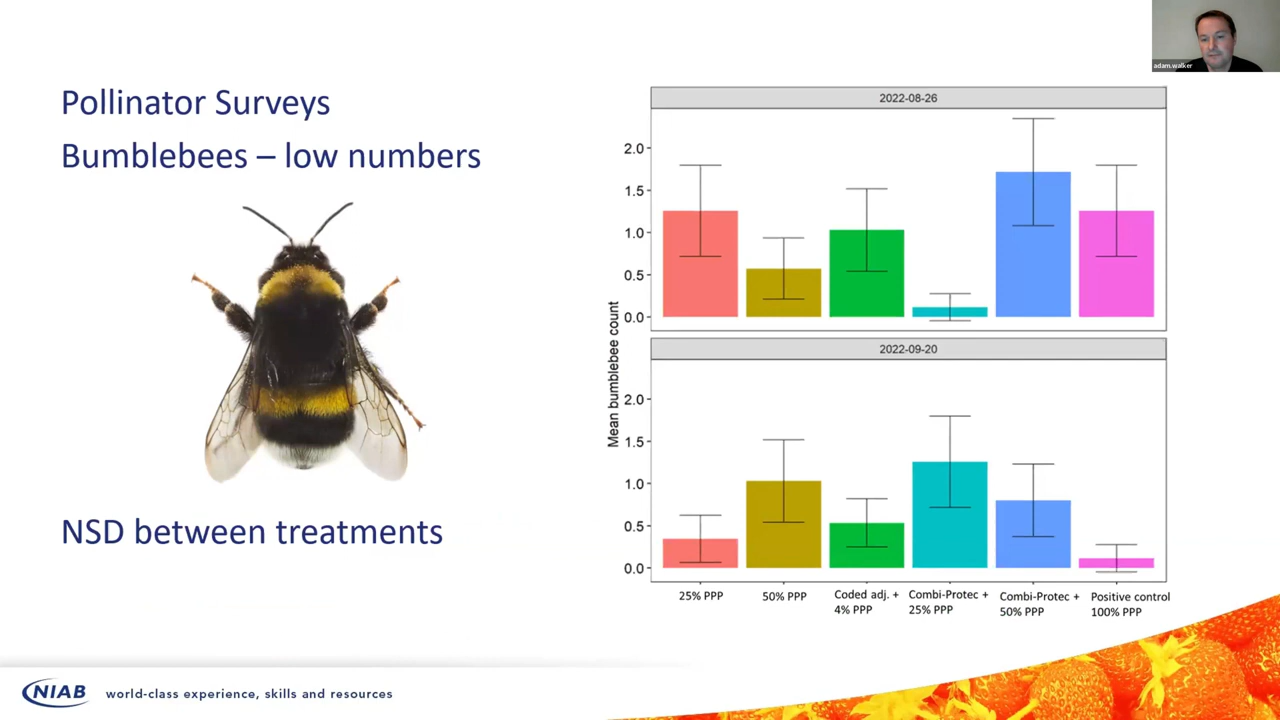 adam.walker
Pollinator Surveys
Bumblebees – low numbers
NSD between treatments
2022-08-26
2.0
1.5
1.0
0.5
0.0
Mean bumblebee count
2022-09-20
2.0
1.5
1.0
0.5
0.0
25% PPP
50% PPP
Coded adj. +
4% PPP
Combi-Protec +
25% PPP
Combi-Protec +
50% PPP
Positive control
100% PPP
NIAB
world-class experience, skills and resources